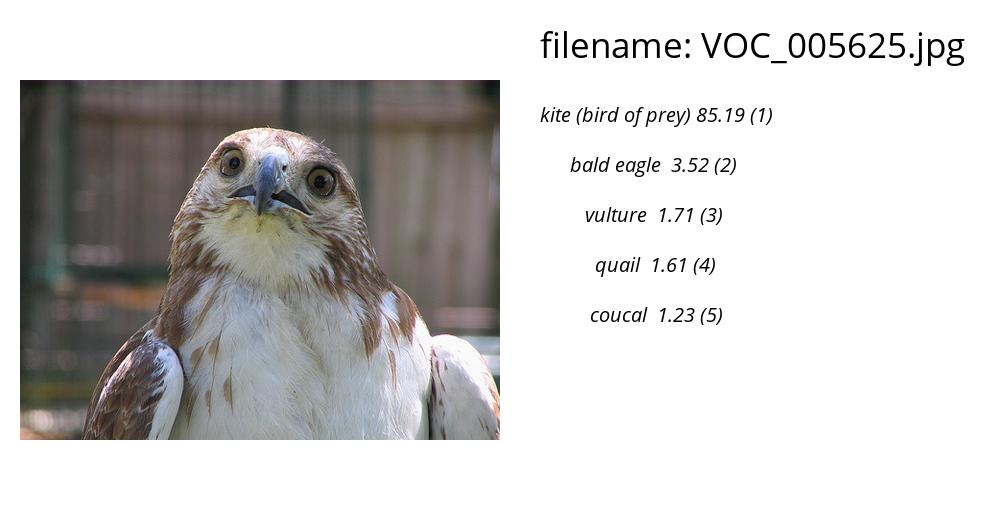 filename: VOC_005625.jpg
kite (bird of prey) 85.19 (1)
bald eagle 3.52 (2)
vulture 1.71 (3)
quail 1.61 (4)
coucal 1.23 (5)